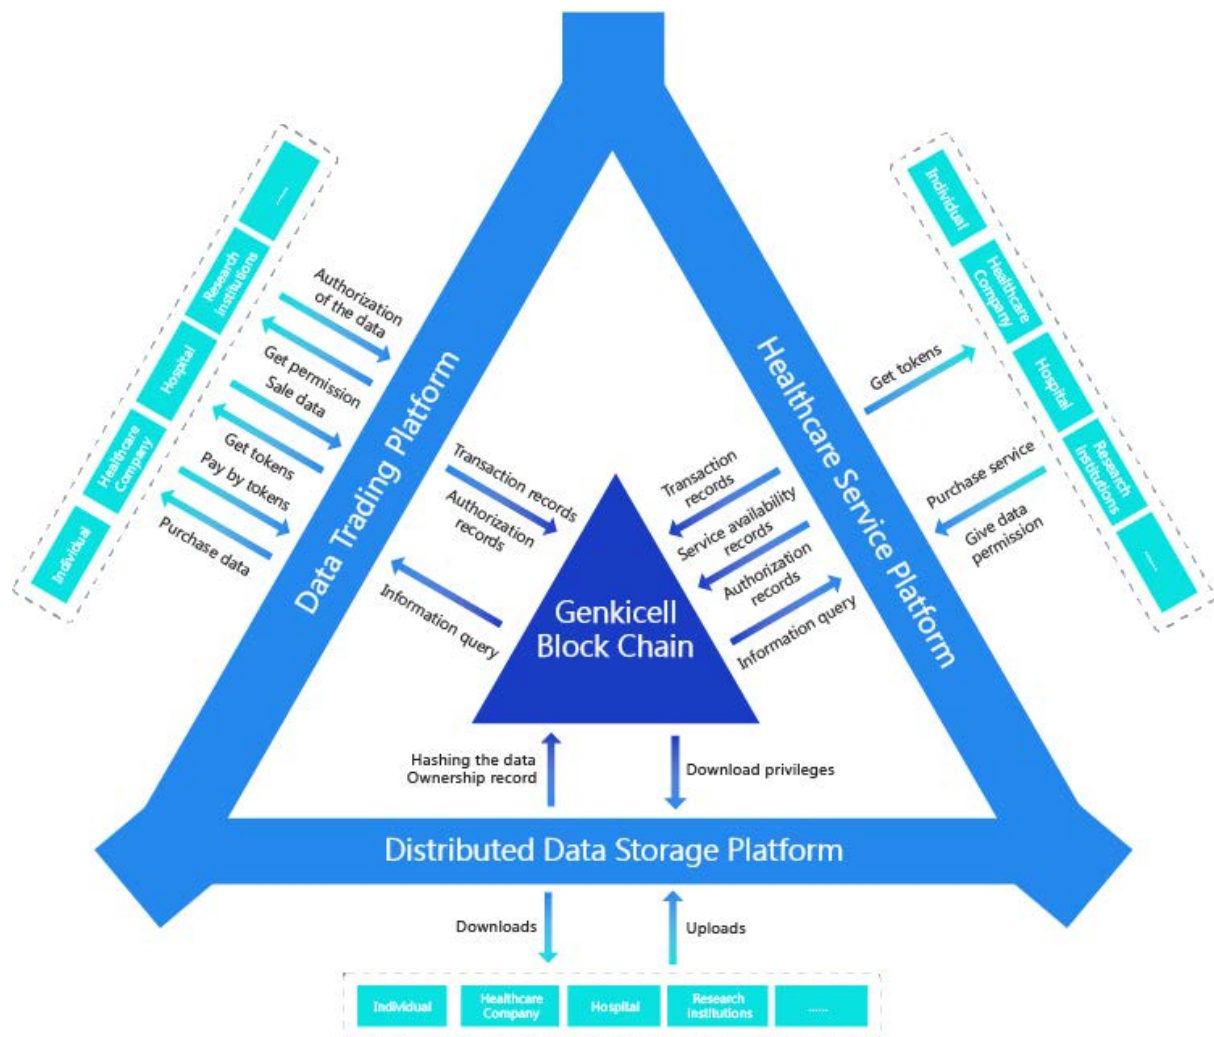 ......
Research
institutions
Hospital
Healthcare
Company
Individual
Authorization
of the data
Get permission
Sale data
Get tokens
Pay by tokens
Purchase data
Data Trading Platform
Transaction records
Authorization
records
Information query
Genkicell
Block Chain
Transaction
records
Service availability
records
Authorization
records
Information query
Healthcare Service Platform
Get tokens
Purchase service
Give data
permission
Individual
Healthcare
Company
Hospital
Research
institutions
......
Hashing the data
Ownership record
Download privileges
Distributed Data Storage Platform
Downloads
Uploads
Individual
Healthcare
Company
Hospital
Research
institutions
......